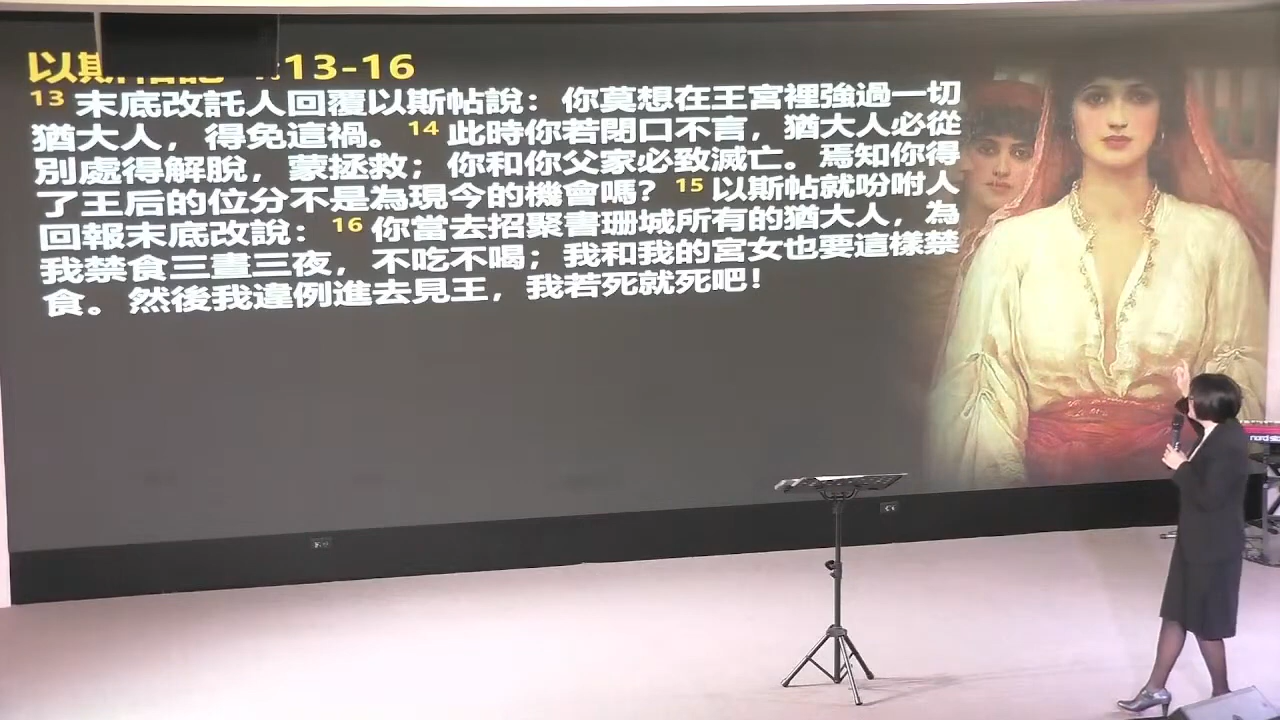 以斯 13-16
13 末底改託人回覆以斯帖說：你莫想在王宮裡強過一切
猶大人，得免這禍。 14 此時你若閉口不言，猶大人必從
別處得解脫，蒙拯救；你和你父家必致滅亡。焉知你得
了王后的位分不是為現今的機會嗎？ 15 以斯帖就吩咐人
回報末底改說： 16 你當去招聚書珊城所有的猶大人，為
我禁食三晝三夜，不吃不喝；我和我的宮女也要這樣禁
食。然後我違例進去見王，我若死就死吧！
nord